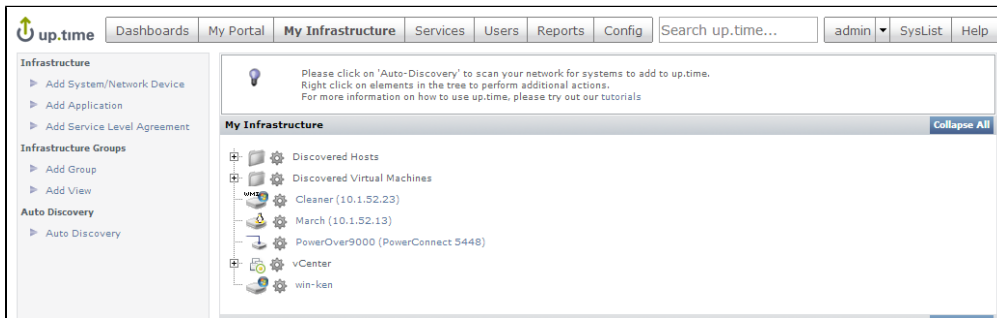 up.time
Dashboards
My Portal
My Infrastructure
Services
Users
Reports
Config
Search up.time...
admin
SysList
Help
Infrastructure
Add System/Network Device
Add Application
Add Service Level Agreement
Infrastructure Groups
Add Group
Add View
Auto Discovery
Auto Discovery
Please click on 'Auto-Discovery' to scan your network for systems to add to up.time.
Right click on elements in the tree to perform additional actions.
For more information on how to use up.time, please try out our tutorials
My Infrastructure
Collapse All
Discovered Hosts
Discovered Virtual Machines
WMI
Cleaner (10.1.52.23)
March (10.1.52.13)
PowerOver9000 (PowerConnect 5448)
vCenter
win-ken